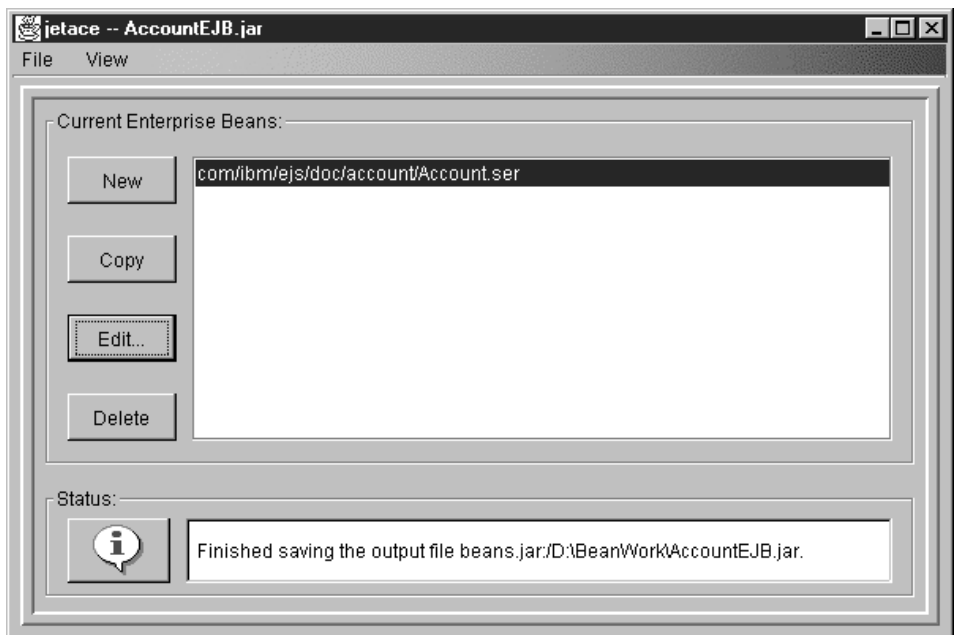 jetace -- AccountEJB.jar
File View
Current Enterprise Beans:
New
com/ibm/ejs/doc/account/Account.ser
Copy
Edit...
Delete
Status:
Finished saving the output file beans.jar:/D:\BeanWork\AccountEJB.jar.